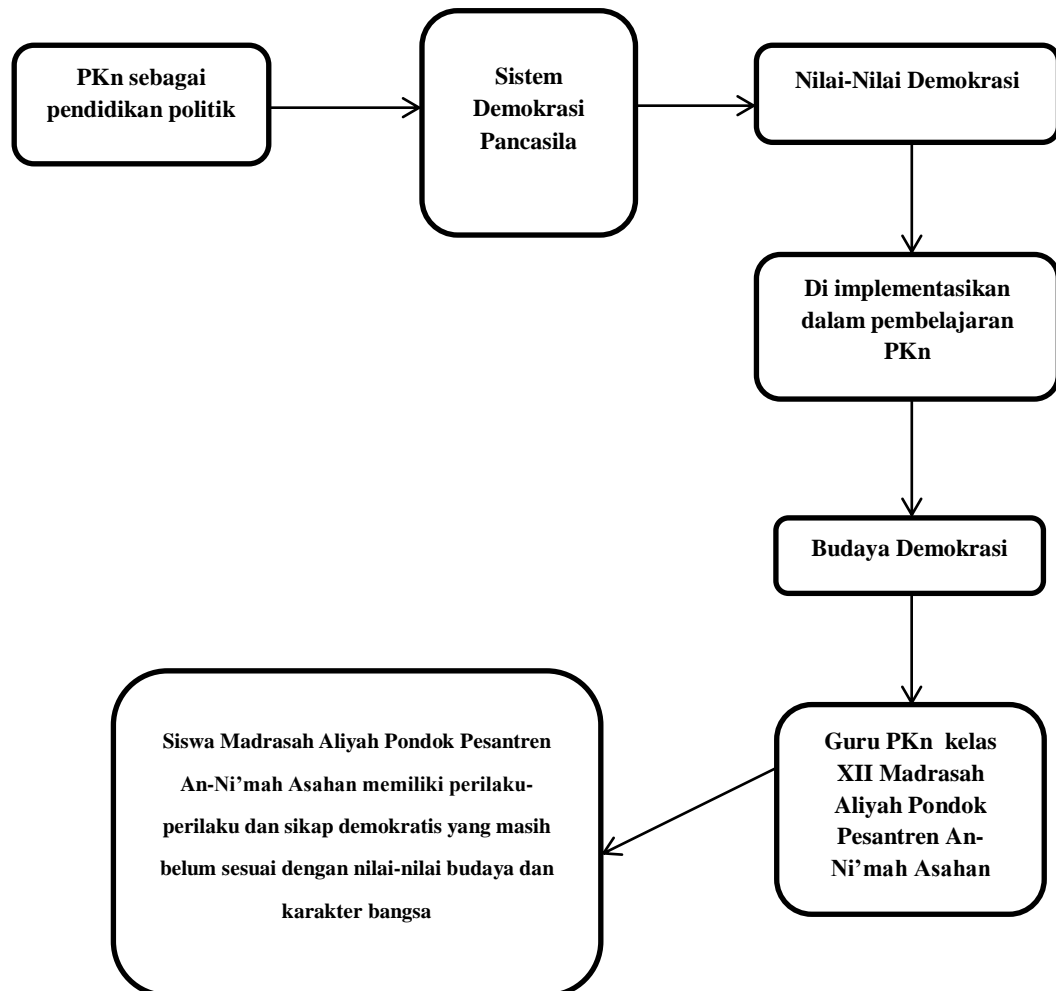 PKn sebagai
pendidikan politik
Sistem
Demokrasi
Pancasila
Nilai-Nilai Demokrasi
Di implementasikan
dalam pembelajaran
PKn
Budaya Demokrasi
Guru PKn kelas
XII Madrasah
Aliyah Pondok
Pesantren An-
Ni’mah Asahan
Siswa Madrasah Aliyah Pondok Pesantren
An-Ni’mah Asahan memiliki perilaku-
perilaku dan sikap demokratis yang masih
belum sesuai dengan nilai-nilai budaya dan
karakter bangsa